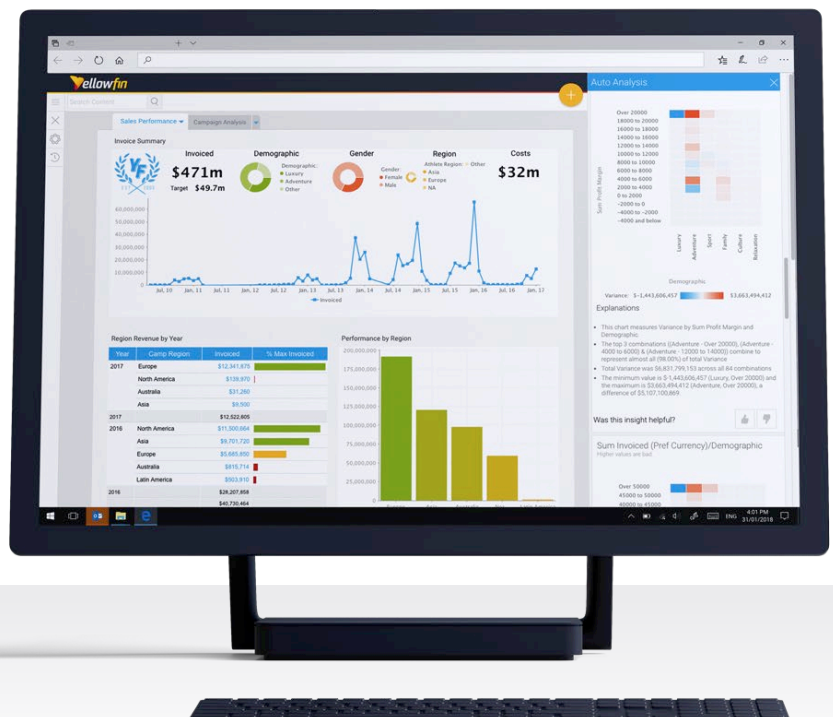 Yellowfin
Search Content
Sales Performance
Campaign Analysis
Invoice Summary
Invoiced
$471m
Target $49.7m
Demographic
Demographic:
Luxury
Adventure
Other
Gender
Gender:
Female
Male
Region
Athlete Region:
Other
Asia
Europe
NA
Costs
$32m
YF
60,000,000
50,000,000
40,000,000
30,000,000
20,000,000
10,000,000
0
Jul, 10 Jan, 11 Jul, 11 Jan, 12 Jul, 12 Jan, 13 Jul, 13 Jan, 14 Jul, 14 Jan, 15 Jul, 15 Jan, 16 Jul, 16 Jan, 17
Invoiced
Region Revenue by Year
Year Camp Region Invoiced % Max Invoiced
2017 Europe $12,341,875
North America $139,970
Australia $31,260
Asia $9,500
2017 $12,522,605
2016 North America $11,500,664
Asia $9,701,720
Europe $5,685,850
Australia $815,714
Latin America $503,910
2016 $28,207,858
$40,730,464
Performance by Region
200,000,000
175,000,000
150,000,000
125,000,000
100,000,000
75,000,000
50,000,000
25,000,000
0
Auto Analysis
Sum Profit Margin
Over 20000
18000 to 20000
16000 to 18000
14000 to 16000
12000 to 14000
10000 to 12000
8000 to 10000
6000 to 8000
4000 to 6000
2000 to 4000
0 to 2000
-2000 to 0
-4000 to -2000
-4000 and below
Luxury
Adventure
Sport
Family
Culture
Relaxation
Demographic
Variance $-1,443,606,457 $3,663,494,412
Explanations
This chart measures Variance by Sum Profit Margin and
Demographic
The top 3 combinations ((Adventure - Over 20000), (Adventure -
4000 to 6000) & (Adventure - 12000 to 14000)) combine to
represent almost all (98.00%) of total Variance
Total Variance was $6,831,799,153 across all 84 combinations
The minimum value is $-1,443,606,457 (Luxury, Over 20000) and
the maximum is $3,663,494,412 (Adventure, Over 20000), a
difference of $5,107,100,869.
Was this insight helpful?
Sum Invoiced (Pref Currency)/Demographic
Higher values are bad
Over 50000
45000 to 50000
40000 to 45000
ENG
4:01 PM
31/01/2018